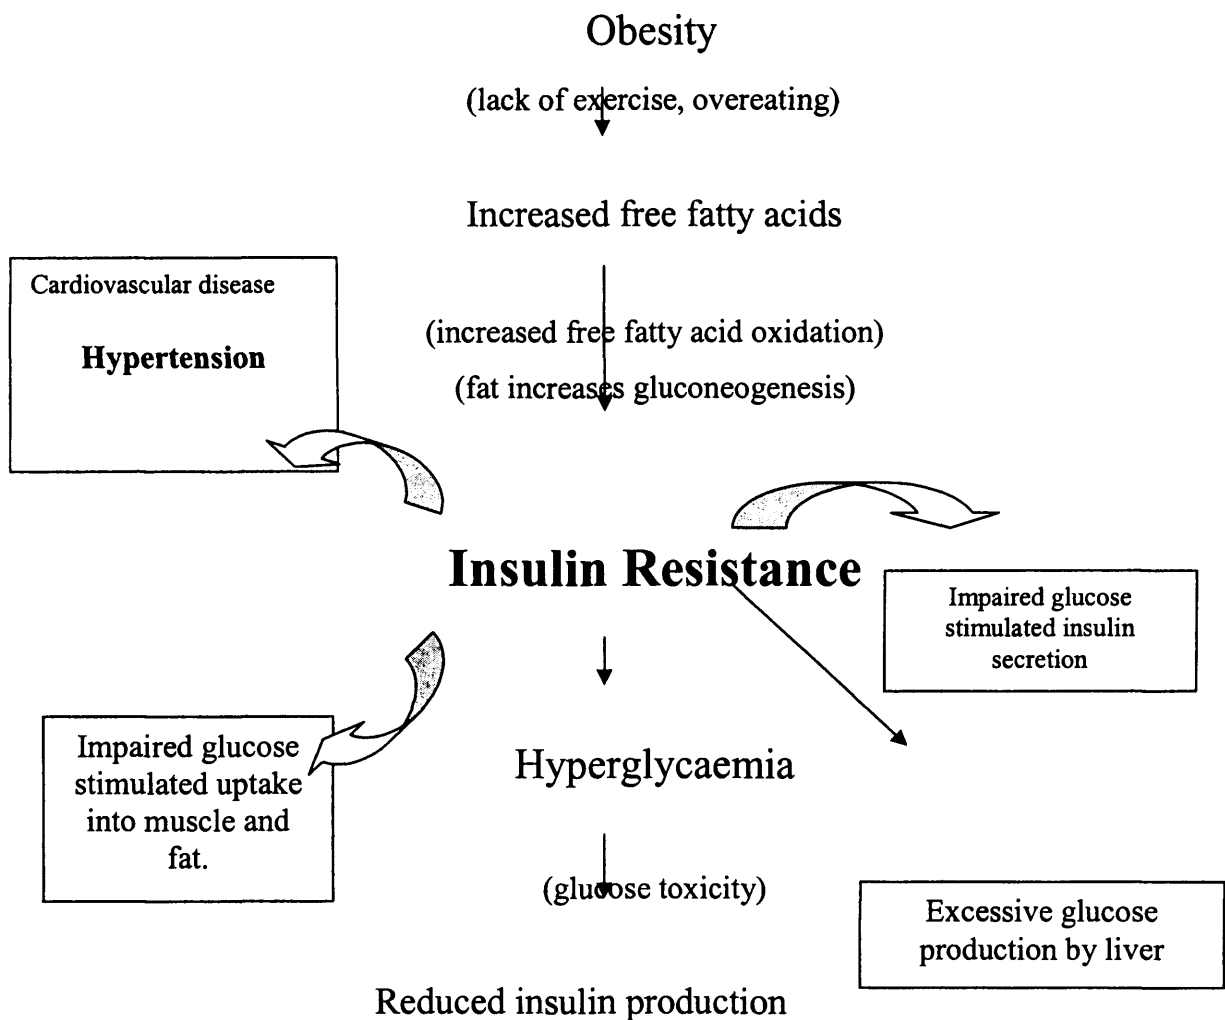 Obesity
(lack of exercise, overeating)
Increased free fatty acids
Cardiovascular disease
Hypertension
(increased free fatty acid oxidation)
(fat increases gluconeogenesis)
Insulin Resistance
Impaired glucose
stimulated insulin
secretion
Impaired glucose
stimulated uptake
into muscle and
fat.
Hyperglycaemia
(glucose toxicity)
Excessive glucose
production by liver
Reduced insulin production